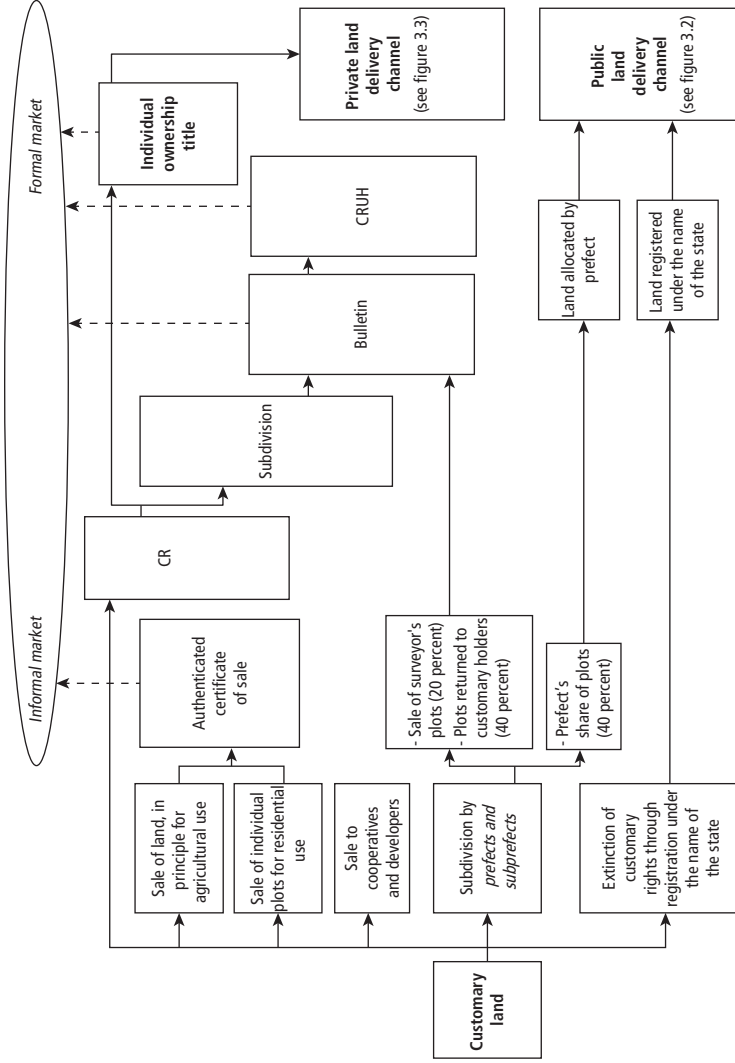 Informal market
Formal market
Customary
land
Sale of land, in
principle for
agricultural use
Sale of individual
plots for residential
use
Sale to
cooperatives
and developers
Subdivision by
prefects and
subprefects
Extinction of
customary
rights through
registration under
the name of
the state
Authenticated
certificate
of sale
- Sale of surveyor's
plots (20 percent)
- Plots returned to
customary holders
(40 percent)
- Prefect's
share of plots
(40 percent)
CR
Subdivision
Bulletin
CRUH
Individual
ownership
title
Land allocated by
prefect
Land registered
under the name
of the state
Private land
delivery
channel
(see figure 3.3)
Public
land
delivery
channel
(see figure 3.2)